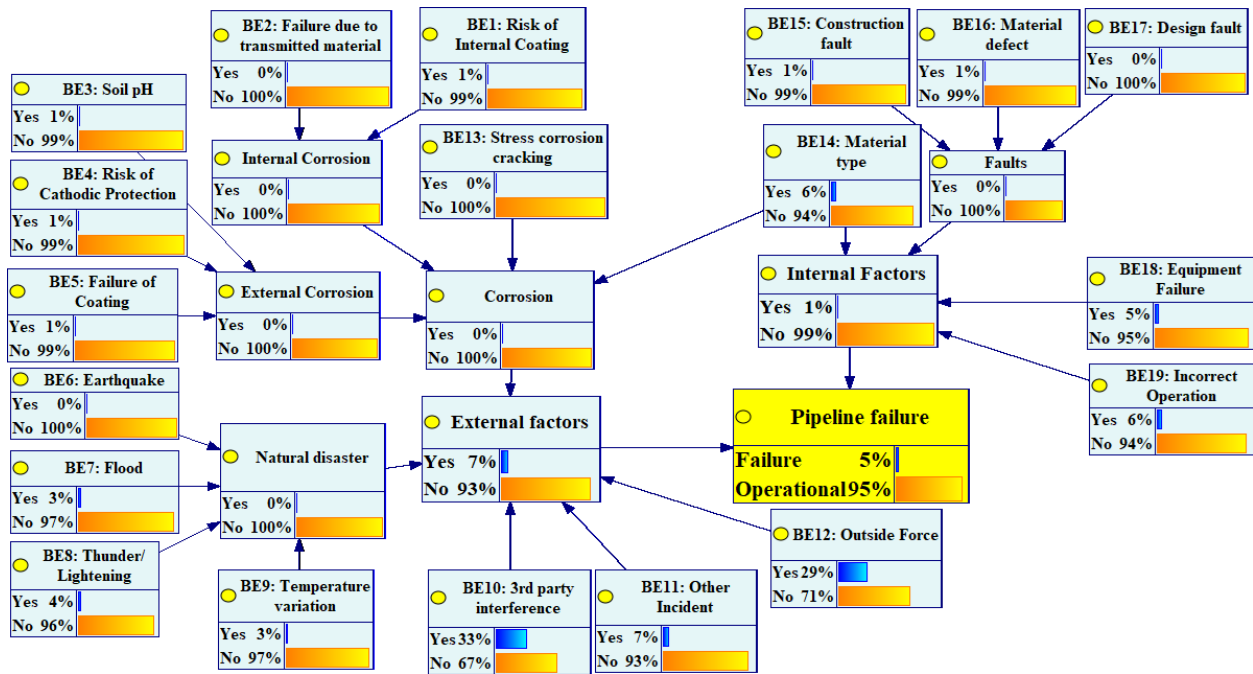 BE2: Failure due to
transmitted material
Yes 0%
No 100%
BE1: Risk of
Internal Coating
Yes 1%
No 99%
BE15: Construction
fault
Yes 1%
No 99%
BE16: Material
defect
Yes 1%
No 99%
BE17: Design fault
Yes 0%
No 100%
BE3: Soil pH
Yes 1%
No 99%
Internal Corrosion
Yes 0%
No 100%
BE13: Stress corrosion
cracking
Yes 0%
No 100%
BE14: Material
type
Yes 6%
No 94%
Faults
Yes 0%
No 100%
BE4: Risk of
Cathodic Protection
Yes 1%
No 99%
BE5: Failure of
Coating
Yes 1%
No 99%
External Corrosion
Yes 0%
No 100%
Corrosion
Yes 0%
No 100%
Internal Factors
Yes 1%
No 99%
BE18: Equipment
Failure
Yes 5%
No 95%
BE6: Earthquake
Yes 0%
No 100%
BE19: Incorrect
Operation
Yes 6%
No 94%
BE7: Flood
Yes 3%
No 97%
Natural disaster
Yes 0%
No 100%
External factors
Yes 7%
No 93%
Pipeline failure
Failure 5%
Operational 95%
BE8: Thunder/
Lightening
Yes 4%
No 96%
BE9: Temperature
variation
Yes 3%
No 97%
BE10: 3rd party
interference
Yes 33%
No 67%
BE11: Other
Incident
Yes 7%
No 93%
BE12: Outside Force
Yes 29%
No 71%